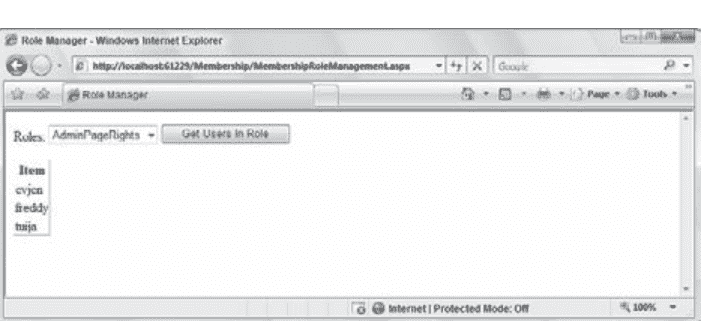 Role Manager - Windows Internet Explorer
http://localhost:61229/Membership/MembershipRoleManagement.aspx
Google
Role Manager
Page
Tools
Roles: AdminPageRights Get Users In Role
Item
evjen
freddy
tuija
Internet | Protected Mode: Off
100%